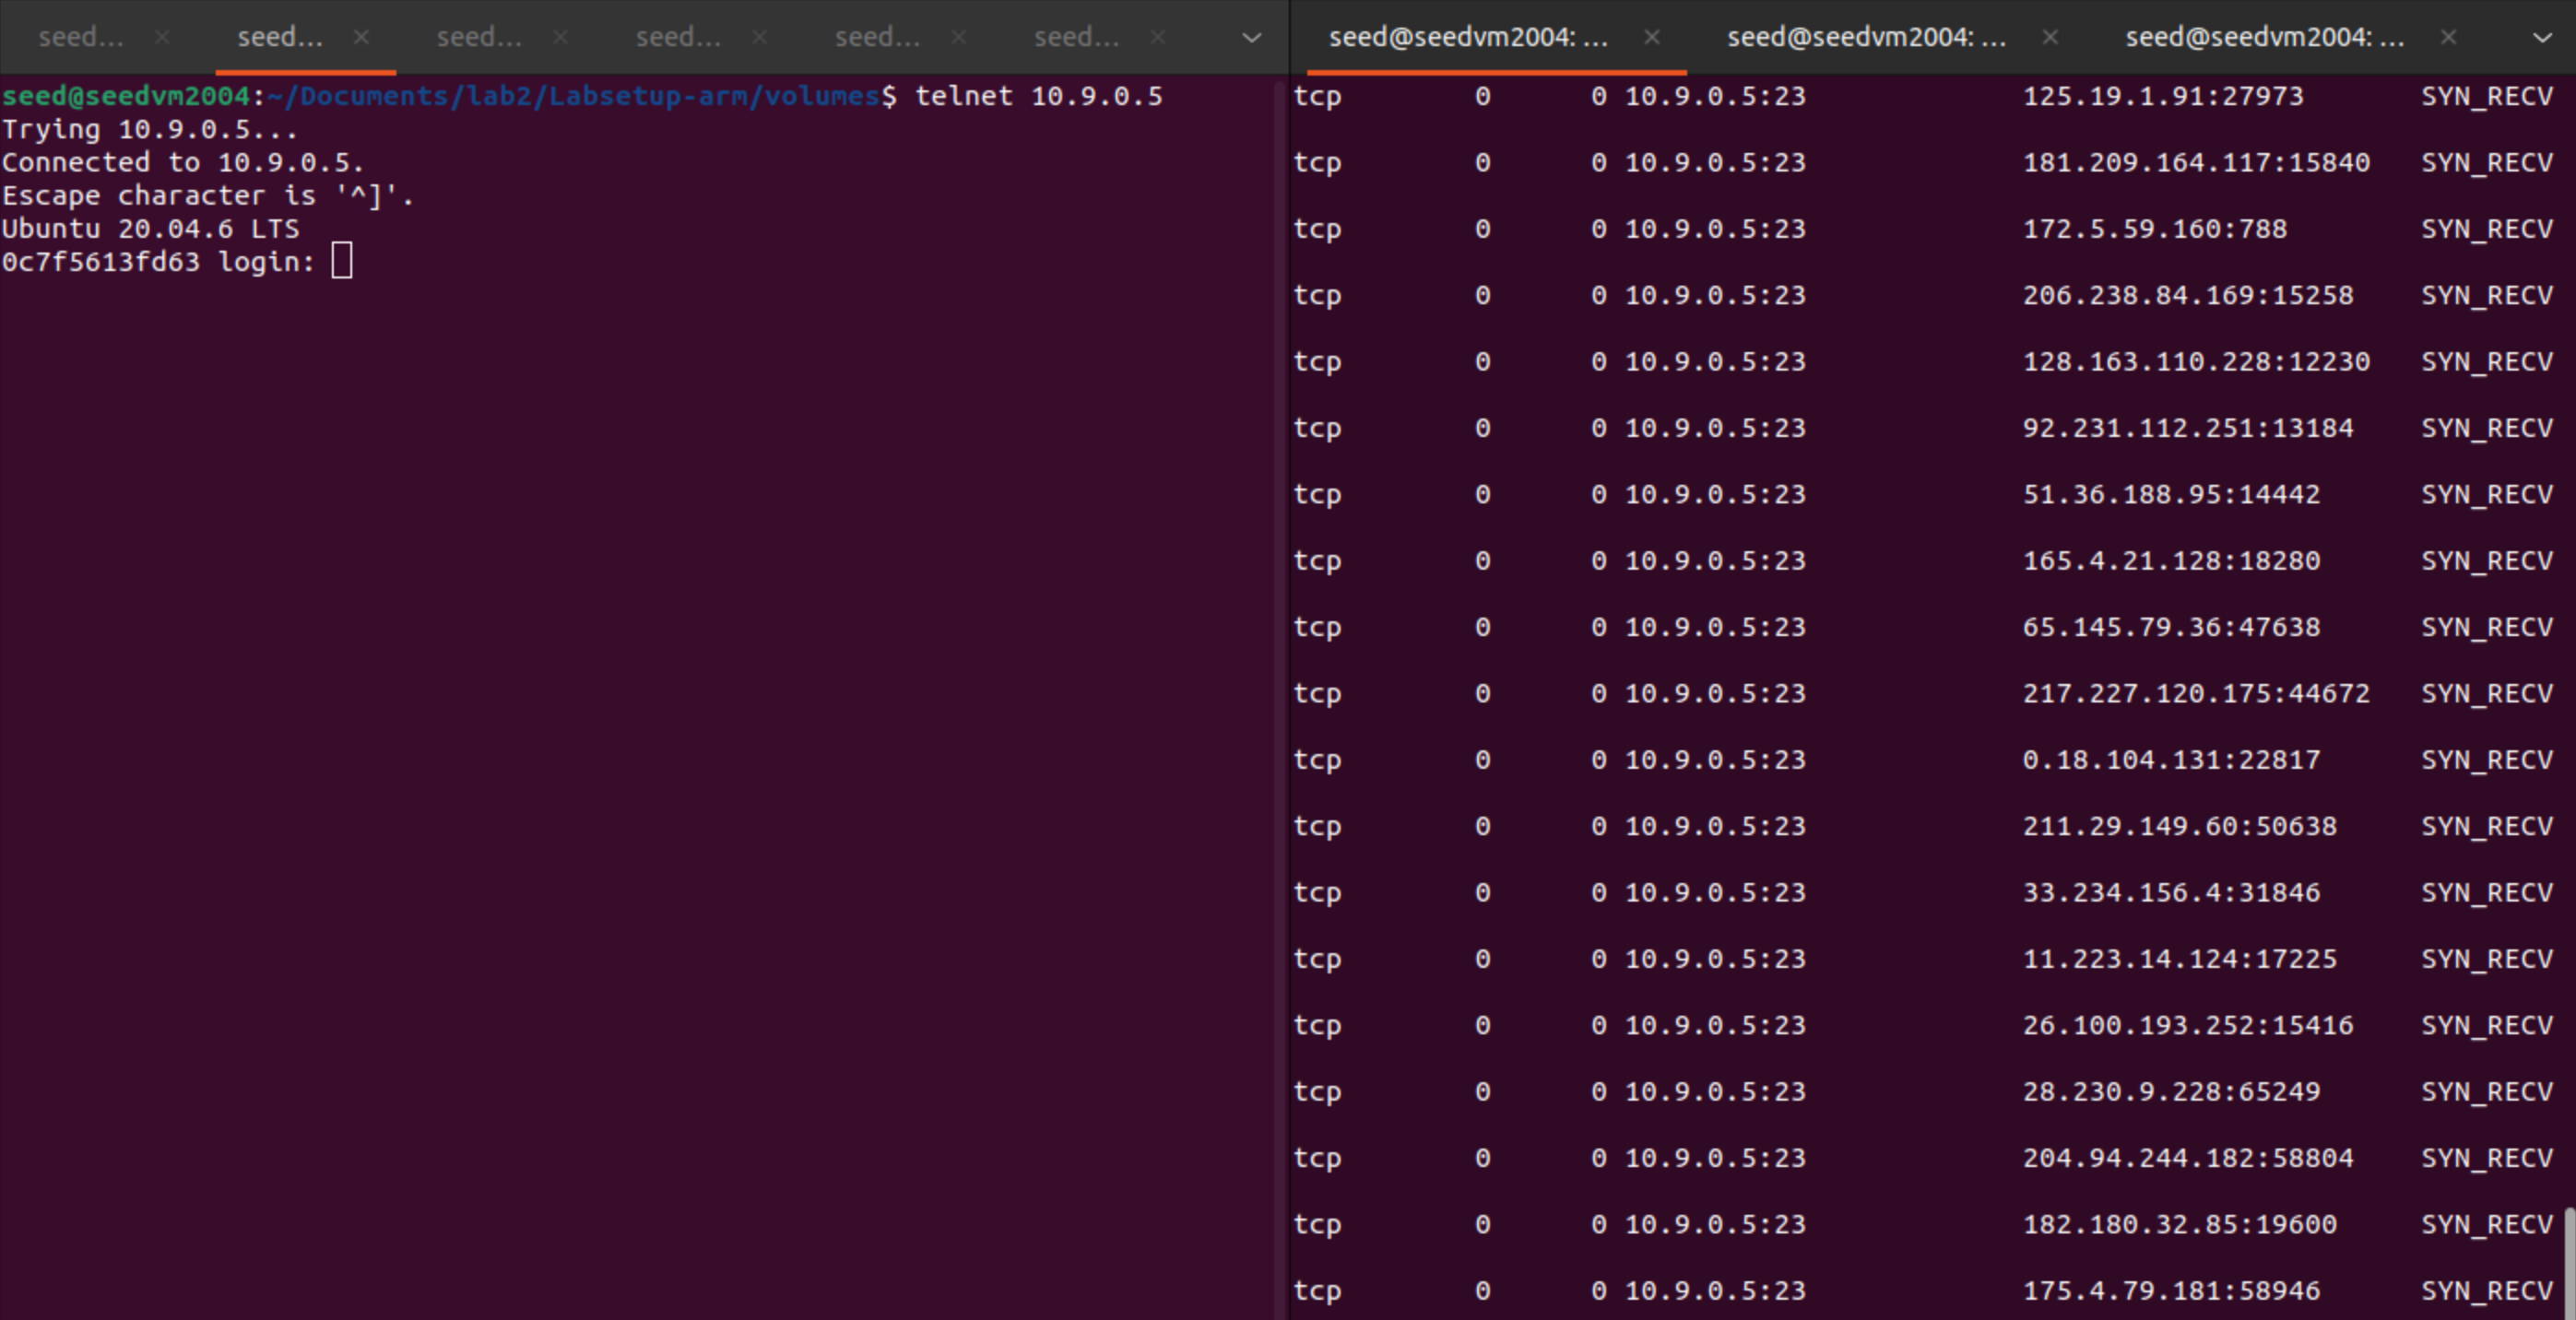 seed... × seed... × seed... × seed... × seed... × seed... ×
seed@seedvm2004: ... × seed@seedvm2004: ... × seed@seedvm2004: ... ×
seed@seedvm2004:~/Documents/lab2/Labsetup-arm/volumes$ telnet 10.9.0.5
Trying 10.9.0.5...
Connected to 10.9.0.5.
Escape character is '^]'.
Ubuntu 20.04.6 LTS
0c7f5613fd63 login:
tcp 0 0 10.9.0.5:23 125.19.1.91:27973 SYN_RECV
tcp 0 0 10.9.0.5:23 181.209.164.117:15840 SYN_RECV
tcp 0 0 10.9.0.5:23 172.5.59.160:788 SYN_RECV
tcp 0 0 10.9.0.5:23 206.238.84.169:15258 SYN_RECV
tcp 0 0 10.9.0.5:23 128.163.110.228:12230 SYN_RECV
tcp 0 0 10.9.0.5:23 92.231.112.251:13184 SYN_RECV
tcp 0 0 10.9.0.5:23 51.36.188.95:14442 SYN_RECV
tcp 0 0 10.9.0.5:23 165.4.21.128:18280 SYN_RECV
tcp 0 0 10.9.0.5:23 65.145.79.36:47638 SYN_RECV
tcp 0 0 10.9.0.5:23 217.227.120.175:44672 SYN_RECV
tcp 0 0 10.9.0.5:23 0.18.104.131:22817 SYN_RECV
tcp 0 0 10.9.0.5:23 211.29.149.60:50638 SYN_RECV
tcp 0 0 10.9.0.5:23 33.234.156.4:31846 SYN_RECV
tcp 0 0 10.9.0.5:23 11.223.14.124:17225 SYN_RECV
tcp 0 0 10.9.0.5:23 26.100.193.252:15416 SYN_RECV
tcp 0 0 10.9.0.5:23 28.230.9.228:65249 SYN_RECV
tcp 0 0 10.9.0.5:23 204.94.244.182:58804 SYN_RECV
tcp 0 0 10.9.0.5:23 182.180.32.85:19600 SYN_RECV
tcp 0 0 10.9.0.5:23 175.4.79.181:58946 SYN_RECV